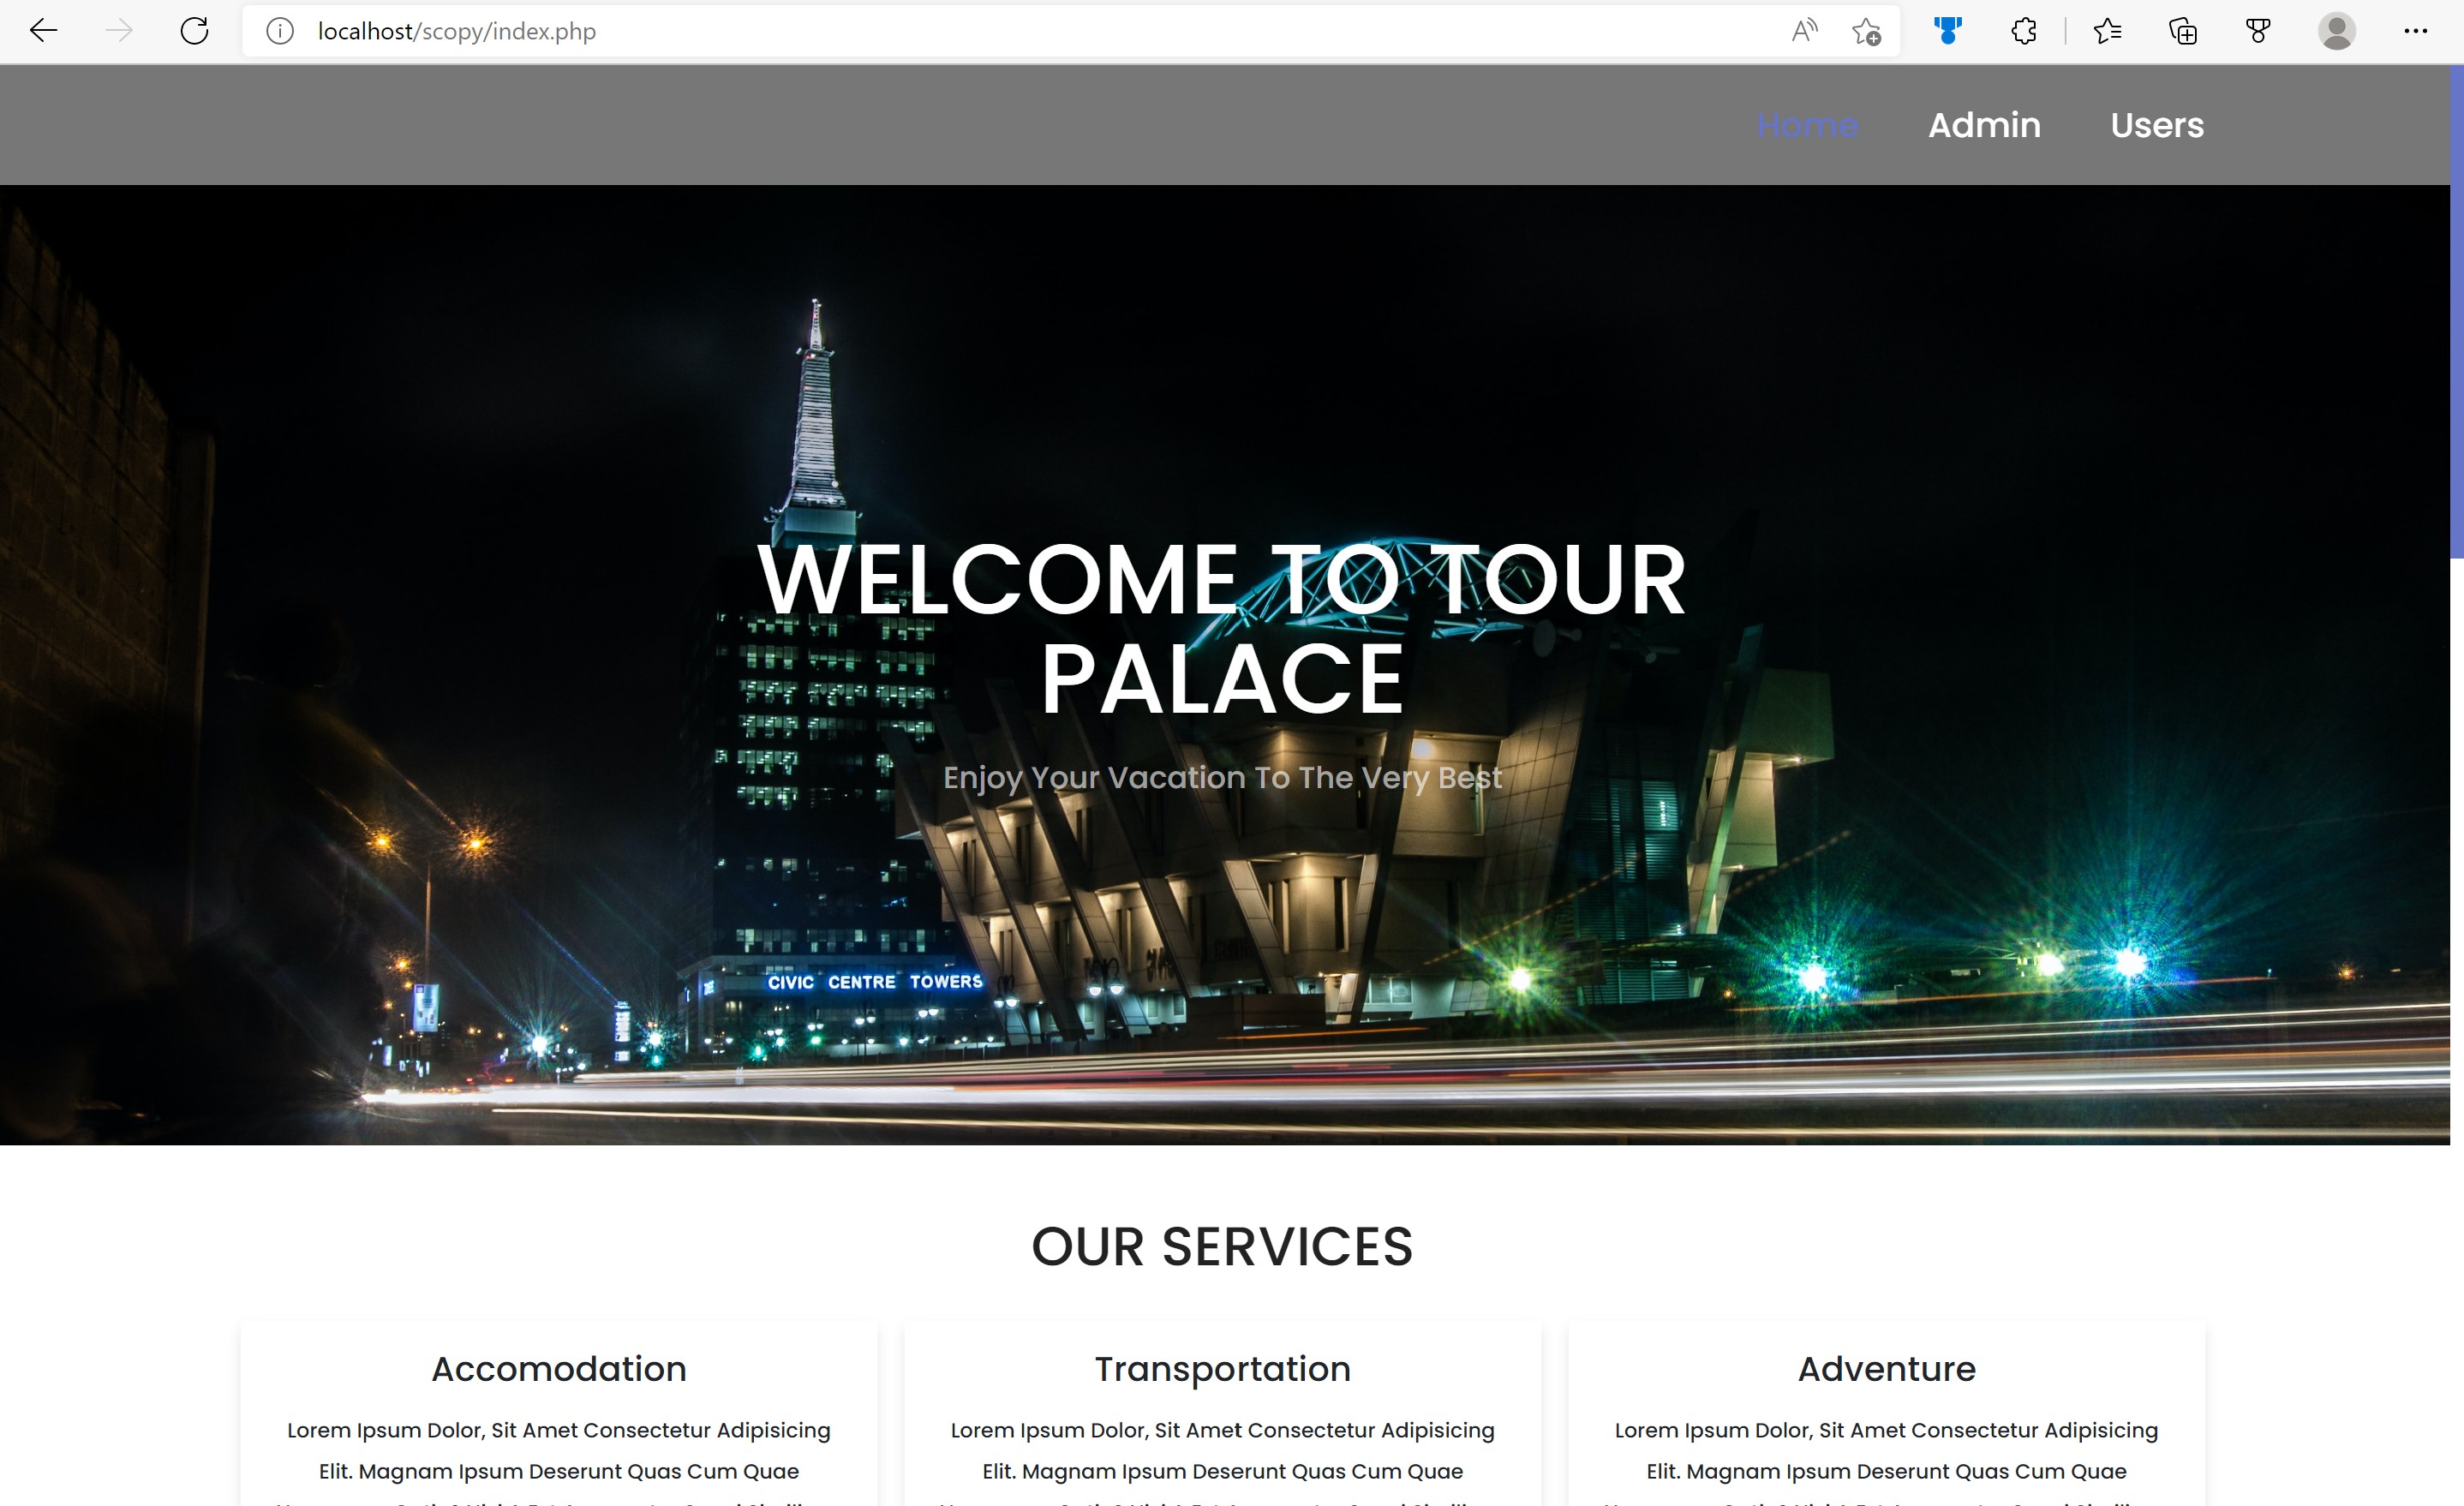 localhost/scopy/index.php
Home Admin Users
WELCOME TO TOUR
PALACE
Enjoy Your Vacation To The Very Best
CIVIC CENTRE TOWERS
OUR SERVICES
Accomodation
Lorem Ipsum Dolor, Sit Amet Consectetur Adipisicing
Elit. Magnam Ipsum Deserunt Quas Cum Quae
Transportation
Lorem Ipsum Dolor, Sit Amet Consectetur Adipisicing
Elit. Magnam Ipsum Deserunt Quas Cum Quae
Adventure
Lorem Ipsum Dolor, Sit Amet Consectetur Adipisicing
Elit. Magnam Ipsum Deserunt Quas Cum Quae